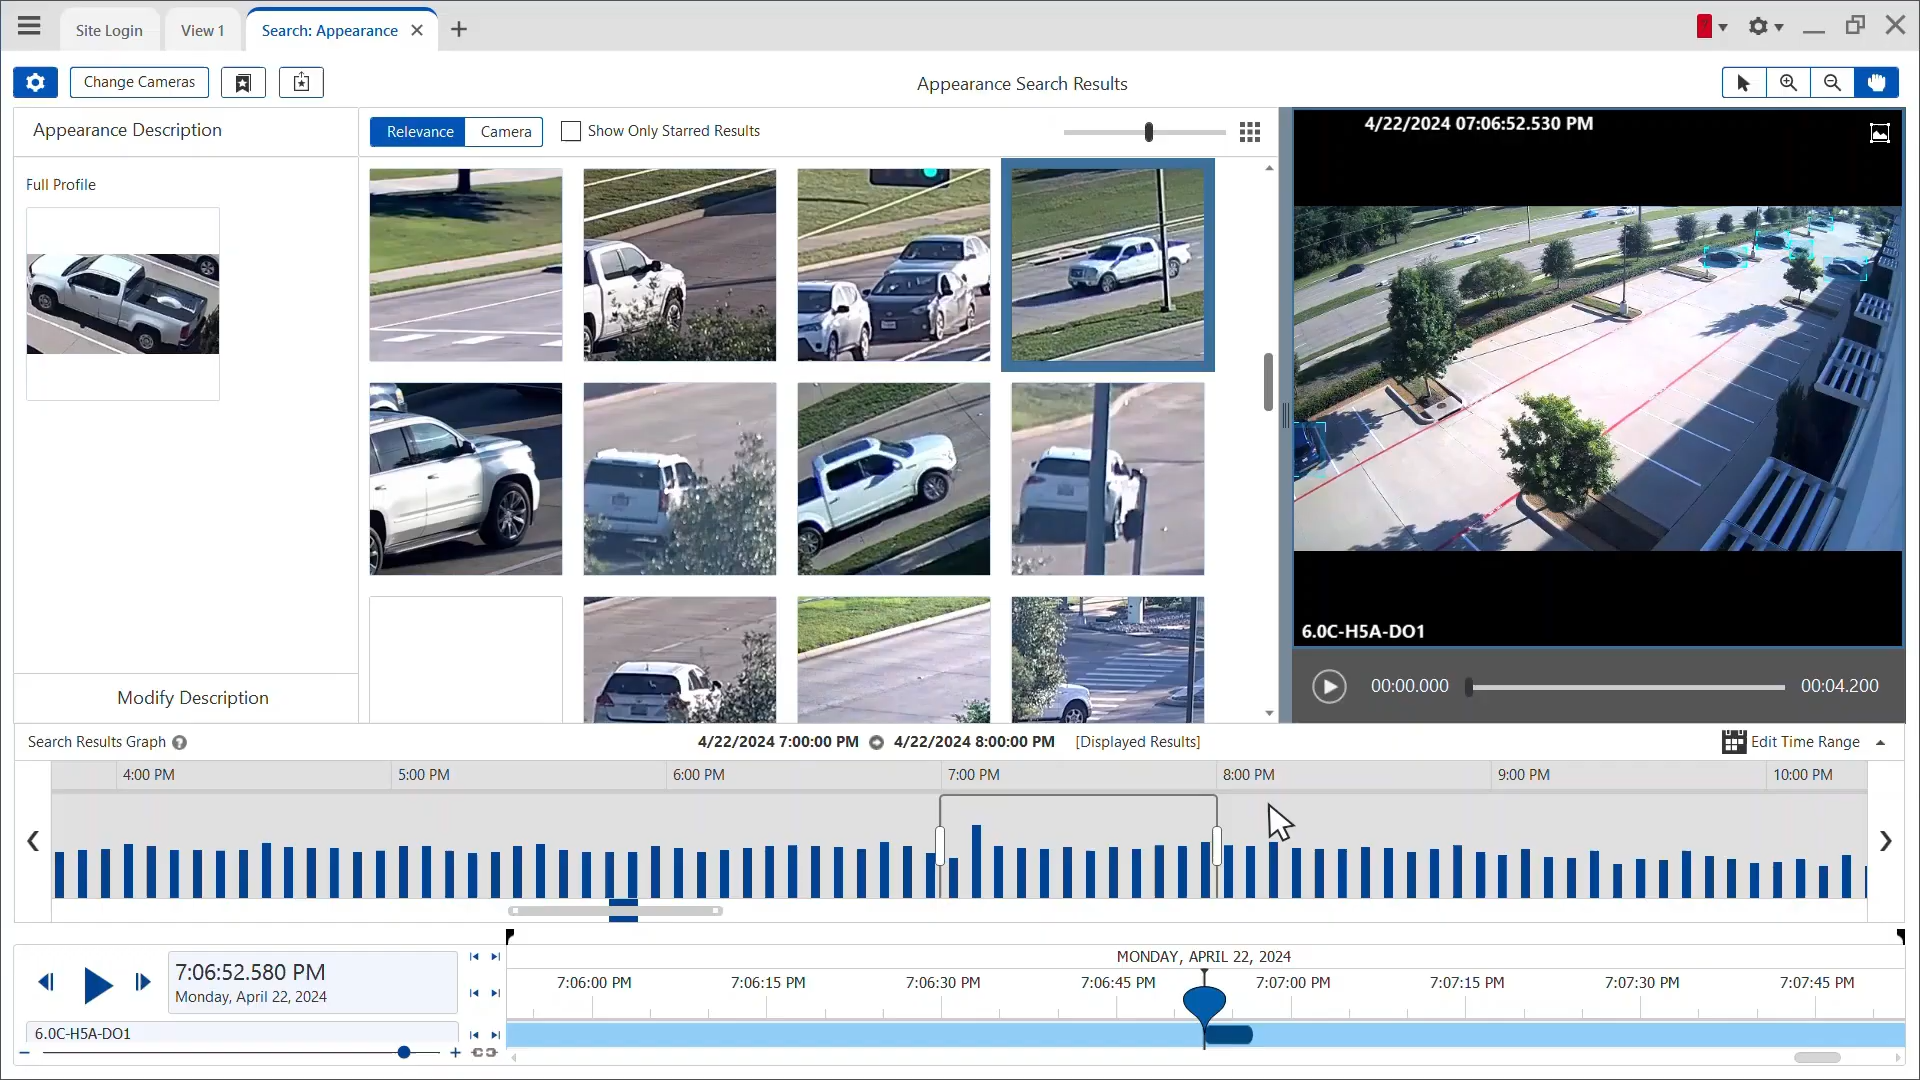 Site Login
View 1
Search: Appearance
Change Cameras
Appearance Search Results
Appearance Description
Relevance
Camera
Show Only Starred Results
4/22/2024 07:06:52.530 PM
Full Profile
6.0C-H5A-DO1
Modify Description
00:00.000
00:04.200
Search Results Graph
4/22/2024 7:00:00 PM
4/22/2024 8:00:00 PM
[Displayed Results]
Edit Time Range
4:00 PM
5:00 PM
6:00 PM
7:00 PM
8:00 PM
9:00 PM
10:00 PM
MONDAY, APRIL 22, 2024
7:06:52.580 PM
Monday, April 22, 2024
7:06:00 PM
7:06:15 PM
7:06:30 PM
7:06:45 PM
7:07:00 PM
7:07:15 PM
7:07:30 PM
7:07:45 PM
6.0C-H5A-DO1